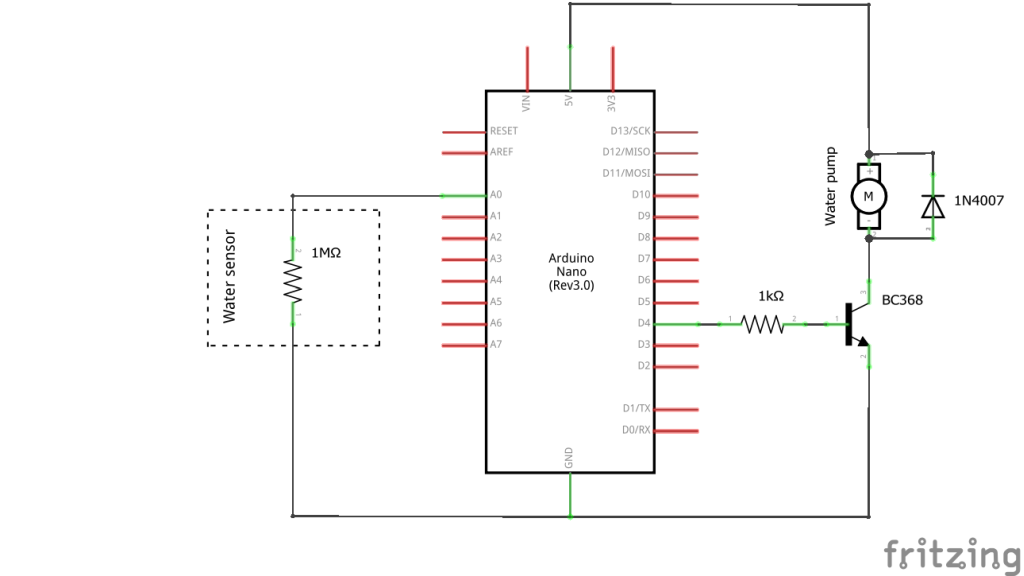 VIN
5V
3V3
RESET
AREF
A0
A1
A2
A3
A4
A5
A6
A7
D13/SCK
D12/MISO
D11/MOSI
D10
D9
D8
D7
D6
D5
D4
D3
D2
D1/TX
D0/RX
GND
Arduino
Nano
(Rev3.0)
Water sensor
1MΩ
2
1
1kΩ
1
2
Water pump
+
M
-
1N4007
BC368
3
1
2
fritzing